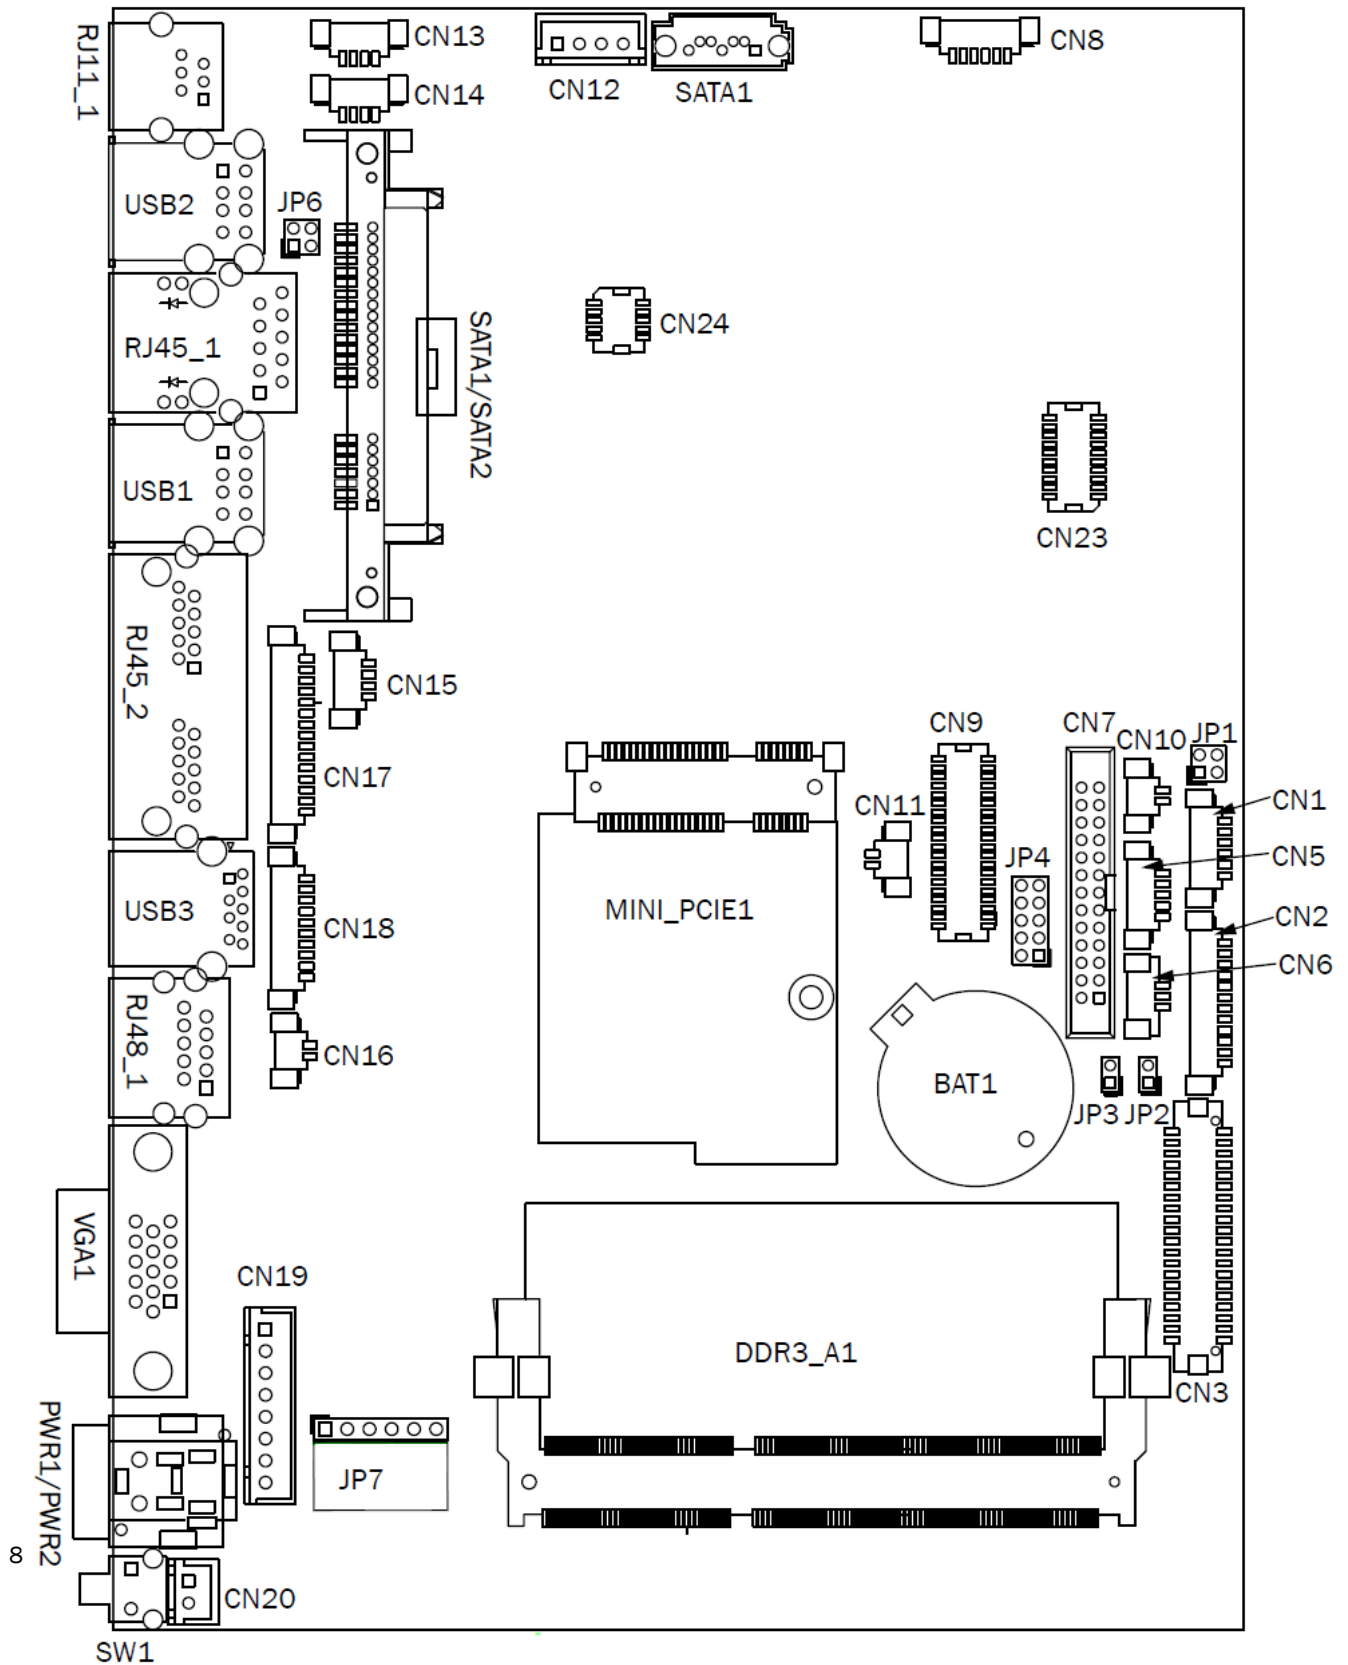 RJ11_1
CN13
CN14
CN12
SATA1
CN8
USB2
JP6
RJ45_1
SATA1/SATA2
CN24
USB1
CN23
RJ45_2
CN15
CN17
CN9
CN7
CN10
JP1
CN11
CN1
JP4
CN5
USB3
CN18
MINI_PCIE1
CN2
CN6
RJ48_1
CN16
BAT1
JP3
JP2
VGA1
CN19
DDR3_A1
CN3
PWR1/PWR2
JP7
8
CN20
SW1